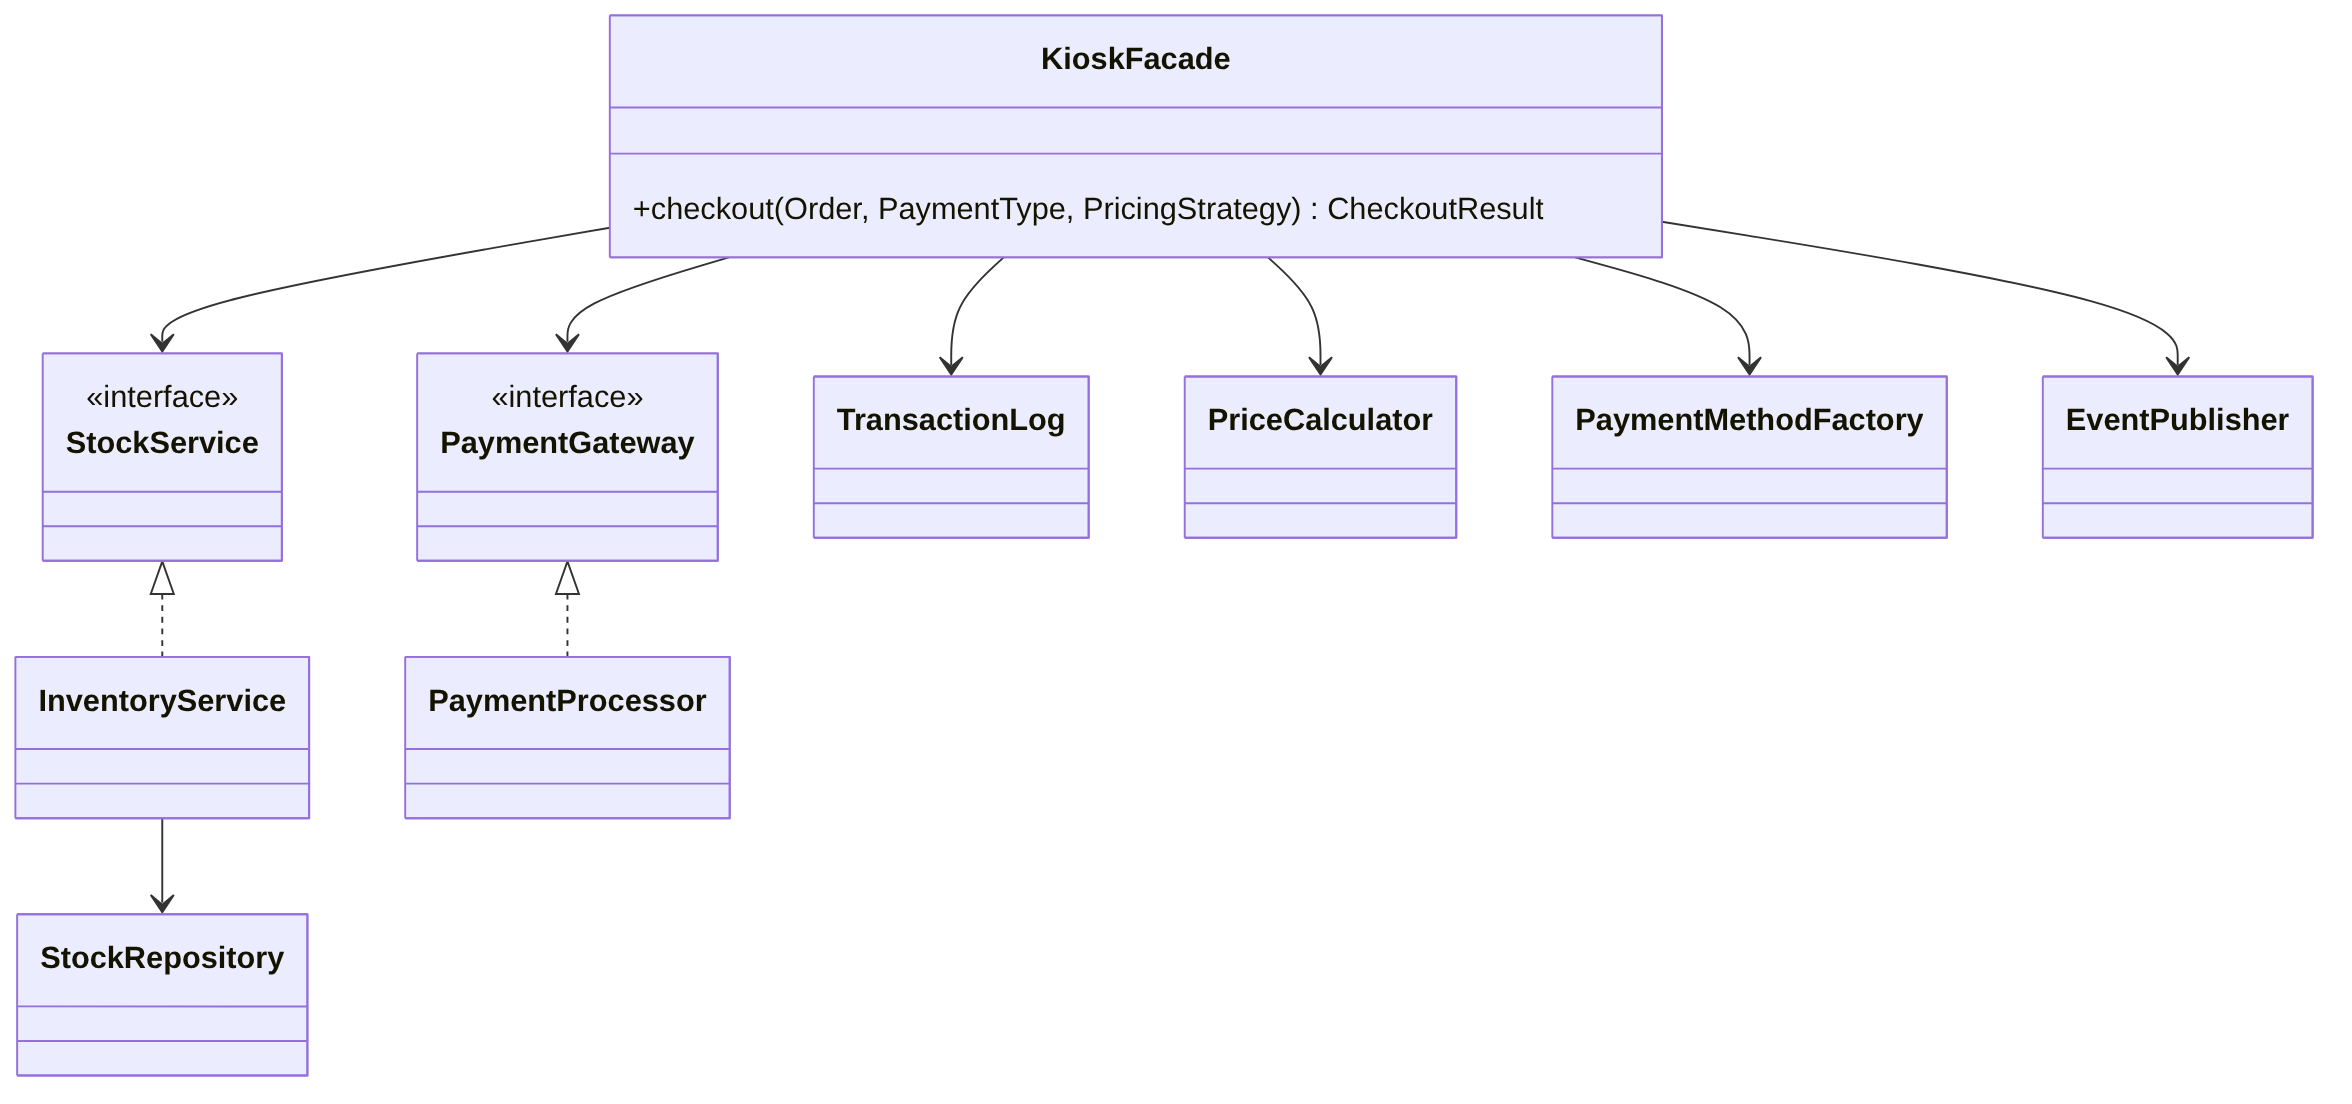 KioskFacade
+checkout(Order, PaymentType, PricingStrategy) : CheckoutResult
«interface»
StockService
«interface»
PaymentGateway
TransactionLog
PriceCalculator
PaymentMethodFactory
EventPublisher
InventoryService
PaymentProcessor
StockRepository